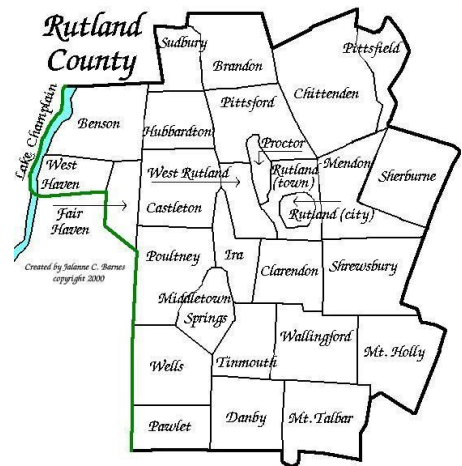 Rutland
County
Sudbury
Brandon
Pittsfield
Chittenden
Pittsford
Lake Champlain
Benson
Hubbardton
Proctor
West
Haven
West Rutland
Rutland
(town)
Mendon
Sherburne
Fair
Haven
Castleton
Rutland (city)
Created by Jalanne C. Barnes
copyright 2000
Poultney
Ira
Clarendon
Shrewsbury
Middletown
Springs
Wallingford
Wells
Tinmouth
Mt. Holly
Pawlet
Danby
Mt. Talbar